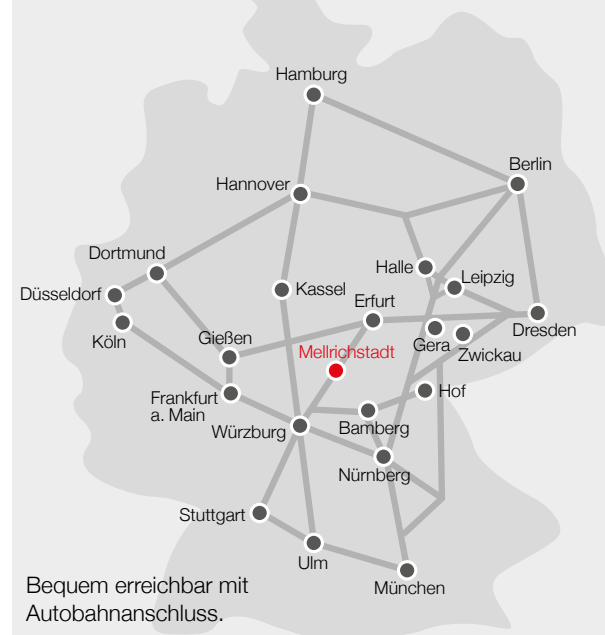 Hamburg
Berlin
Hannover
Dortmund
Halle
Leipzig
Düsseldorf
Kassel
Erfurt
Köln
Gießen
Gera
Dresden
Zwickau
Mellrichstadt
Frankfurt
a. Main
Hof
Würzburg
Bamberg
Nürnberg
Stuttgart
Ulm
München
Bequem erreichbar mit
Autobahnanschluss.